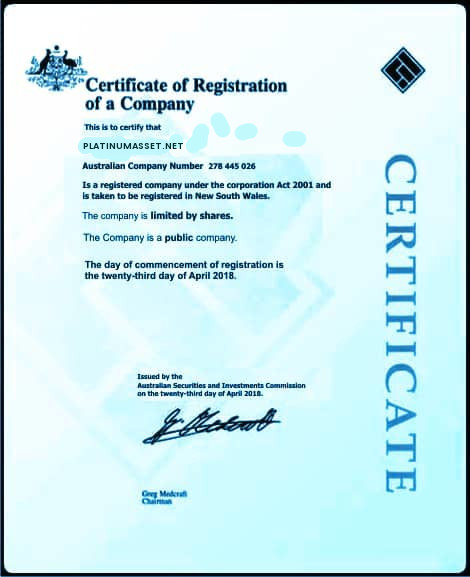 Certificate of Registration
of a Company
This is to certify that
PLATINUMASSET.NET
Australian Company Number 278 445 026
Is a registered company under the corporation Act 2001 and
is taken to be registered in New South Wales.
The company is limited by shares.
The Company is a public company.
The day of commencement of registration is
the twenty-third day of April 2018.
Issued by the
Australian Securities and Investments Commission
on the twenty-third day of April 2018.
Greg Medcraft
Chairman
CERTIFICATE